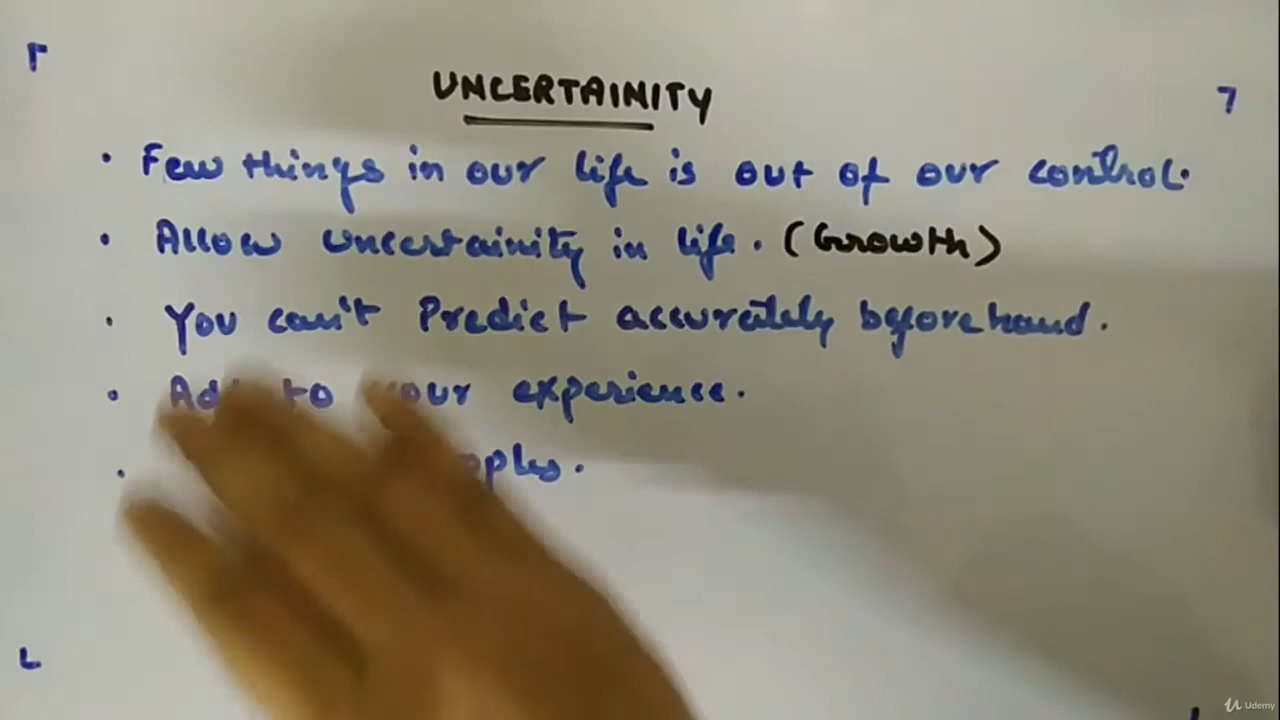 UNCERTAINITY
• Few things in our life is out of our control.
• Allow uncertainity in life. (Growth)
• You can't Predict accurately beforehand.
• to your experience.
•
Udemy